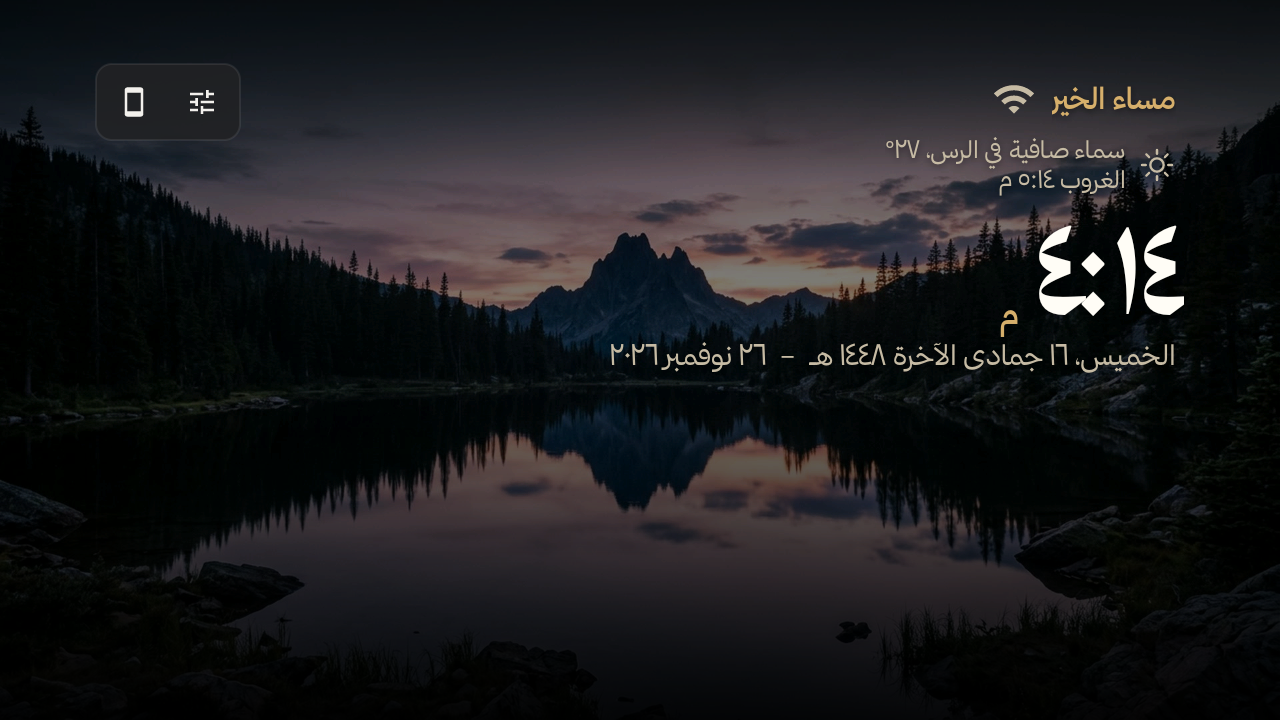 مساء الخير
سماء صافية في الرس، ٢٧°
الغروب ٥:١٤ م
٤:١٤ م
الخميس، ١٦ جمادى الآخرة ١٤٤٨ هـ – ٢٦ نوفمبر ٢٠٢٦